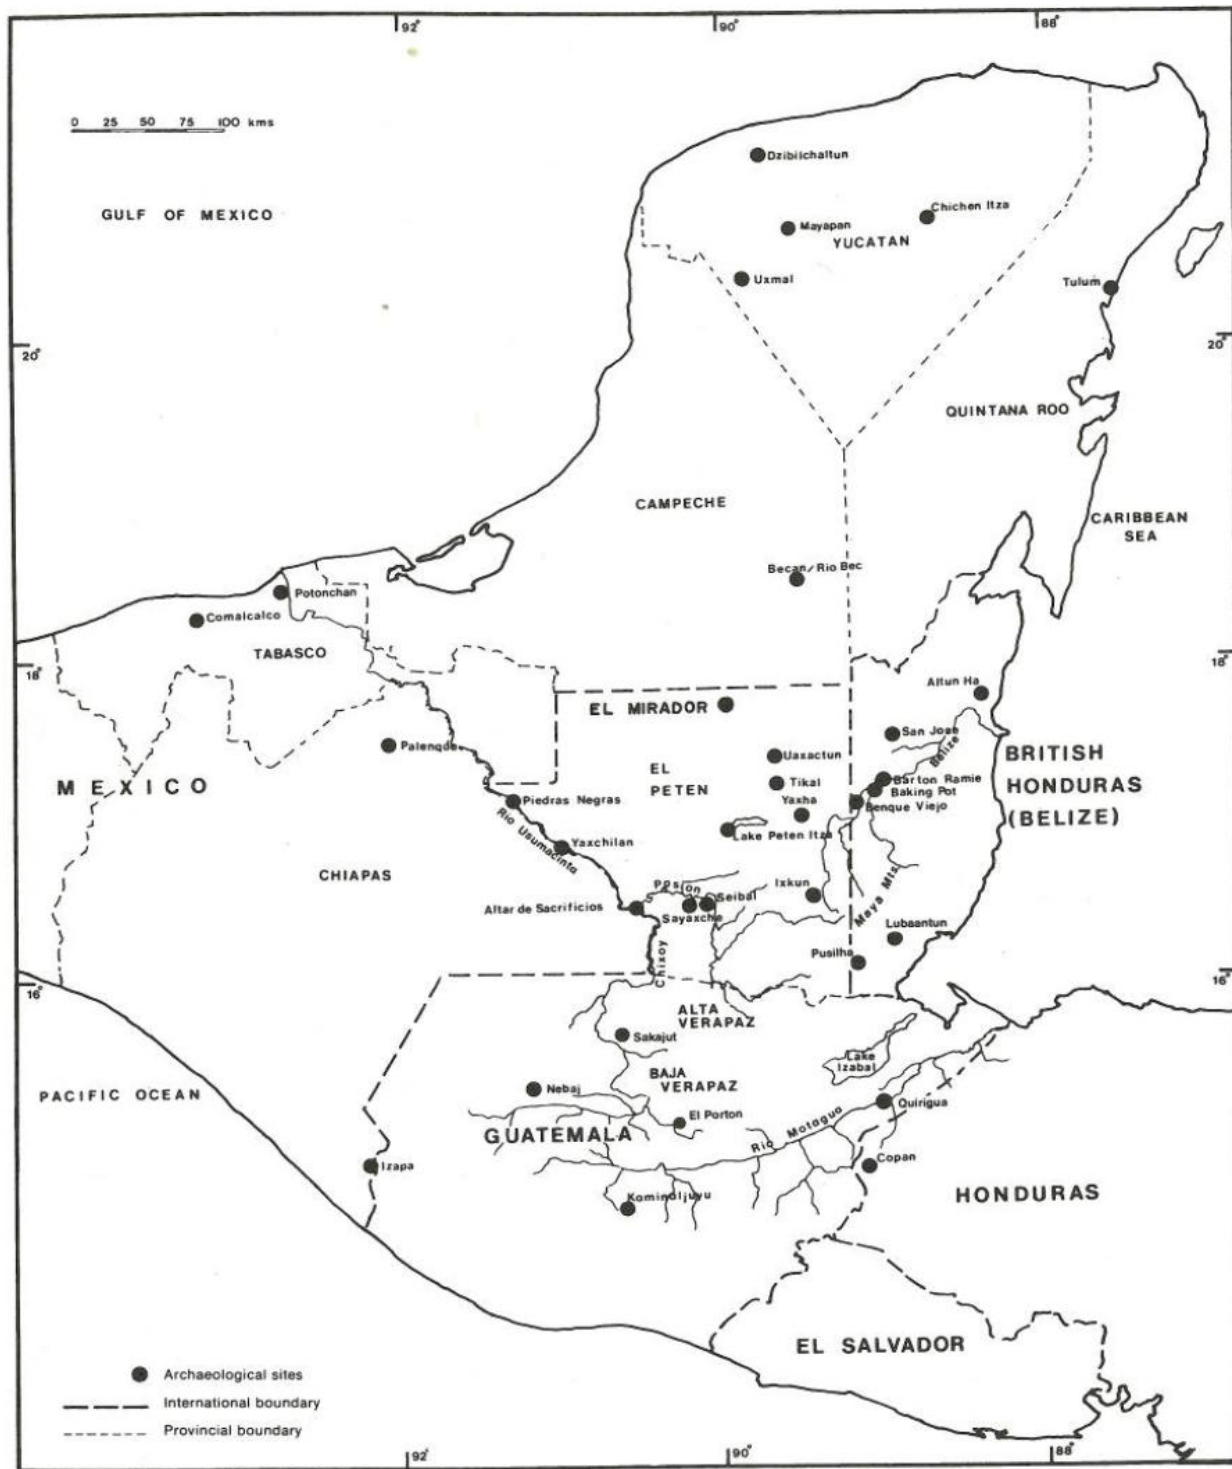 92°
90°
88°
0 25 50 75 100 kms
Dzibilchaltun
GULF OF MEXICO
Chichen Itza
Mayapan
YUCATAN
Uxmal
Tulum
20°
20°
QUINTANA ROO
CAMPECHE
CARIBBEAN
SEA
Becan/Rio Bec
Potonchan
Comalcalco
TABASCO
18°
18°
Altun Ha
EL MIRADOR
San Jose
Belize
Palenque
Uaxactun
BRITISH
HONDURAS
(BELIZE)
EL
PETEN
MEXICO
Tikal
Barton Ramie
Baking Pot
Yaxha
Benque Viejo
Piedras Negras
Lake Peten Itza
Rio Usumacinta
Yaxchilan
CHIAPAS
Ixkun
Maya Mts.
Seibal
Altar de Sacrificios
Sayaxche
Lubaantun
Pusilha
Chixoy
16°
16°
ALTA
VERAPAZ
Sakajut
Lake
Izabal
BAJA
VERAPAZ
PACIFIC OCEAN
Nebaj
Quirigua
El Porton
Rio Motagua
GUATEMALA
Copan
Izapa
HONDURAS
Kominaljuyu
EL SALVADOR
Archaeological sites
International boundary
Provincial boundary
92°
90°
88°